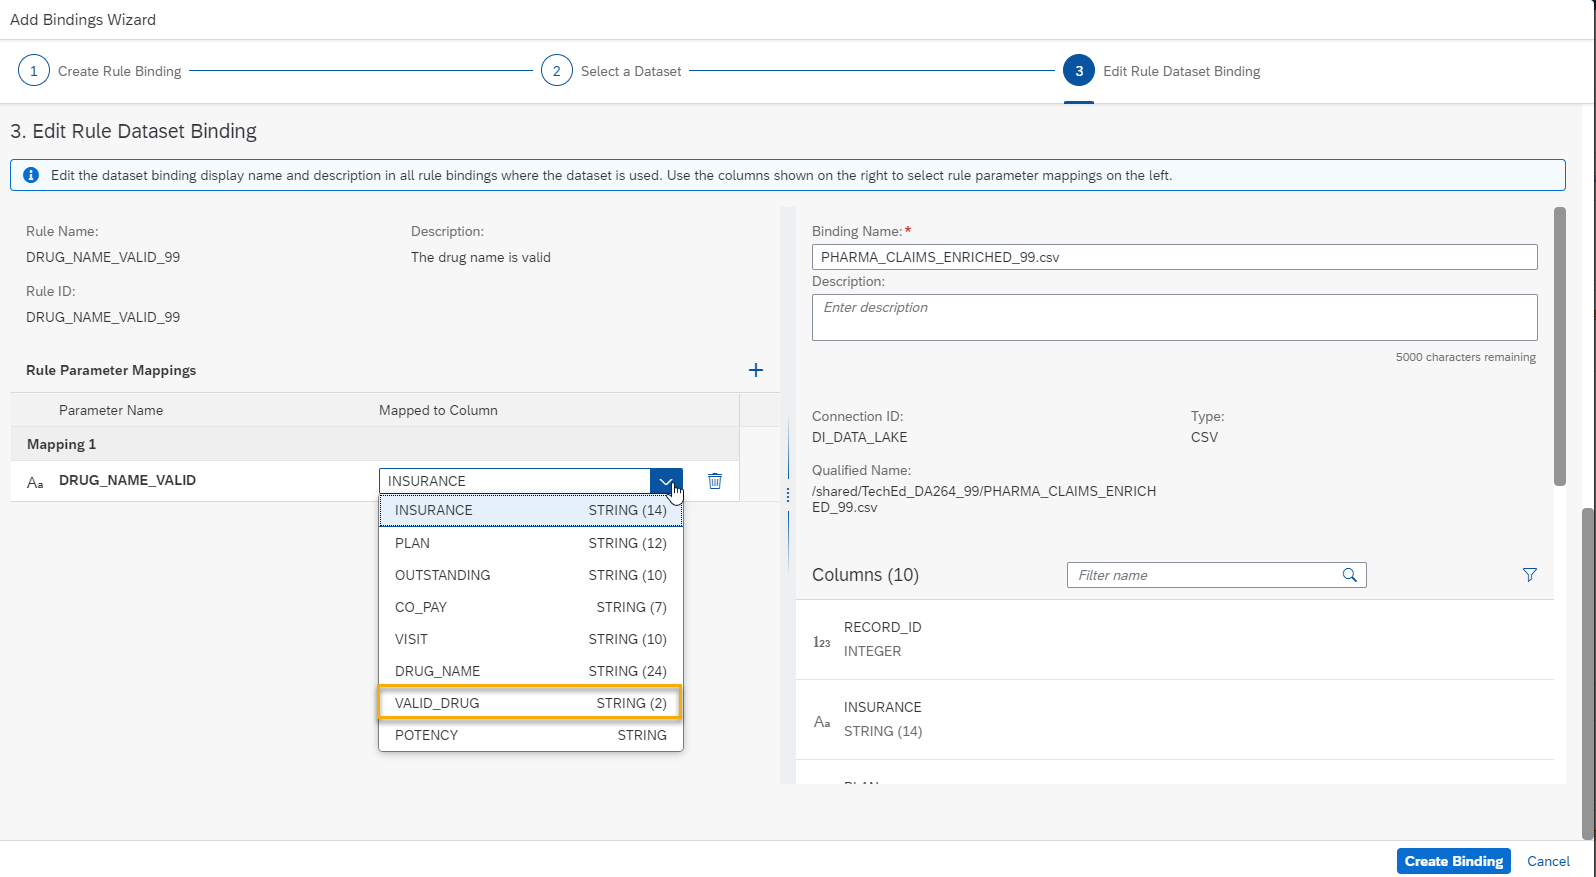 Add Bindings Wizard
1 Create Rule Binding
2 Select a Dataset
3 Edit Rule Dataset Binding
3. Edit Rule Dataset Binding
Edit the dataset binding display name and description in all rule bindings where the dataset is used. Use the columns shown on the right to select rule parameter mappings on the left.
Rule Name:
DRUG_NAME_VALID_99
Description:
The drug name is valid
Rule ID:
DRUG_NAME_VALID_99
Rule Parameter Mappings
Parameter Name Mapped to Column
Mapping 1
Aa DRUG_NAME_VALID INSURANCE
INSURANCE STRING (14)
PLAN STRING (12)
OUTSTANDING STRING (10)
CO_PAY STRING (7)
VISIT STRING (10)
DRUG_NAME STRING (24)
VALID_DRUG STRING (2)
POTENCY STRING
Binding Name:*
PHARMA_CLAIMS_ENRICHED_99.csv
Description:
Enter description
5000 characters remaining
Connection ID:
DI_DATA_LAKE
Type:
CSV
Qualified Name:
/shared/TechEd_DA264_99/PHARMA_CLAIMS_ENRICH
ED_99.csv
Columns (10) Filter name
123 RECORD_ID
INTEGER
Aa INSURANCE
STRING (14)
Create Binding Cancel